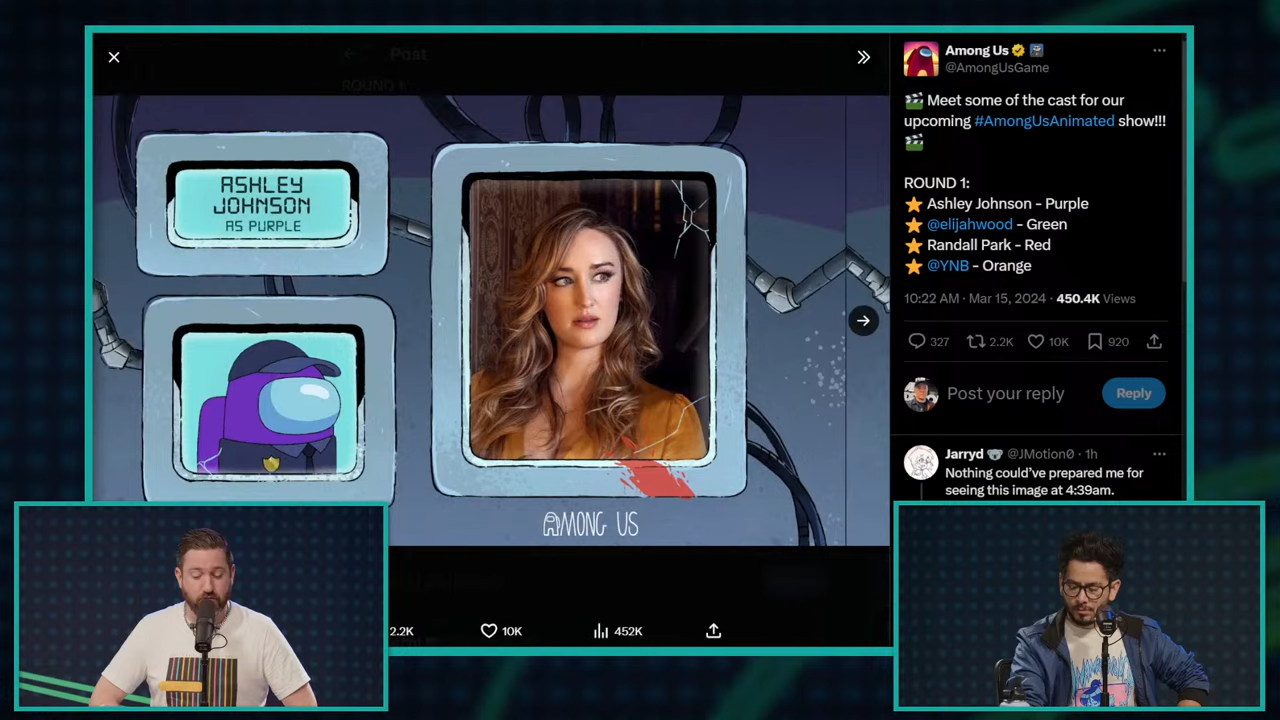 Post
ROUND 1:
ASHLEY
JOHNSON
AS PURPLE
AMONG US
2.2K
10K
452K
Among Us
@AmongUsGame
🎬 Meet some of the cast for our
upcoming #AmongUsAnimated show!!!
🎬
ROUND 1:
⭐ Ashley Johnson - Purple
⭐ @elijahwood - Green
⭐ Randall Park - Red
⭐ @YNB - Orange
10:22 AM · Mar 15, 2024 · 450.4K Views
327 2.2K 10K 920
Post your reply
Reply
Jarryd 🐨 @JMotion0 · 1h
Nothing could've prepared me for
seeing this image at 4:39am.